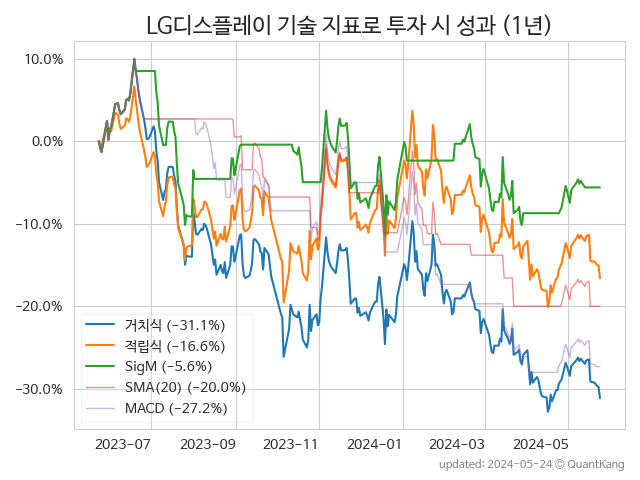 LG디스플레이 기술 지표로 투자 시 성과 (1년)
10.0%
0.0%
−10.0%
−20.0%
−30.0%
거치식 (−31.1%)
적립식 (−16.6%)
SigM (−5.6%)
SMA(20) (−20.0%)
MACD (−27.2%)
2023-07 2023-09 2023-11 2024-01 2024-03 2024-05
updated: 2024-05-24 © QuantKang